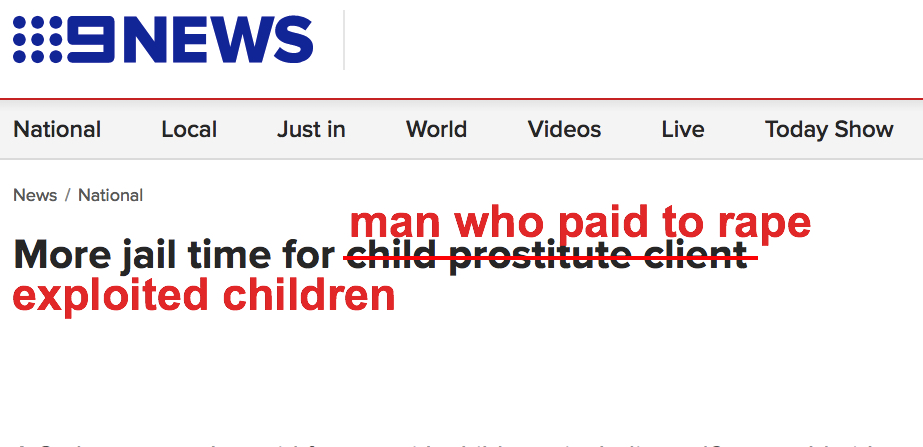 9NEWS
National Local Just in World Videos Live Today Show
News / National
man who paid to rape
More jail time for child prostitute client
exploited children